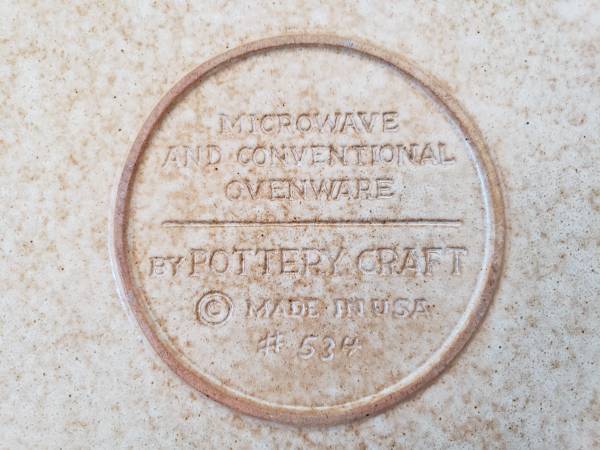 MICROWAVE
AND CONVENTIONAL
OVENWARE
BY POTTERY CRAFT
© MADE IN USA
# 534